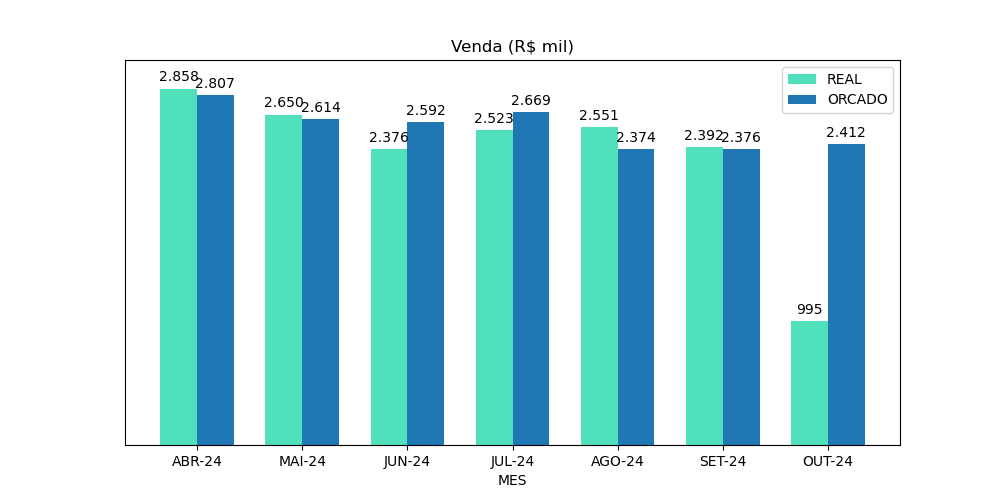 Venda (R$ mil)
REAL
ORCADO
2.858 2.807 2.650 2.614 2.376 2.592 2.523 2.669 2.551 2.374 2.392 2.376 995 2.412
ABR-24 MAI-24 JUN-24 JUL-24 AGO-24 SET-24 OUT-24
MES